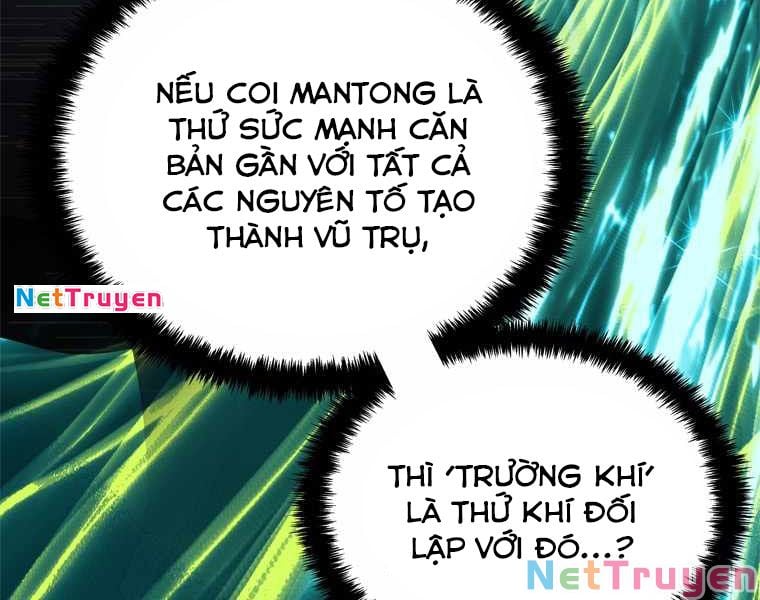 NẾU COI MANTONG LÀ
THỨ SỨC MẠNH CĂN
BẢN GẦN VỚI TẤT CẢ
CÁC NGUYÊN TỐ TẠO
THÀNH VŨ TRỤ,
NetTruyen
THÌ 'TRƯỜNG KHÍ'
LÀ THỨ KHÍ ĐỐI
LẬP VỚI ĐÓ...?
NetTruyen